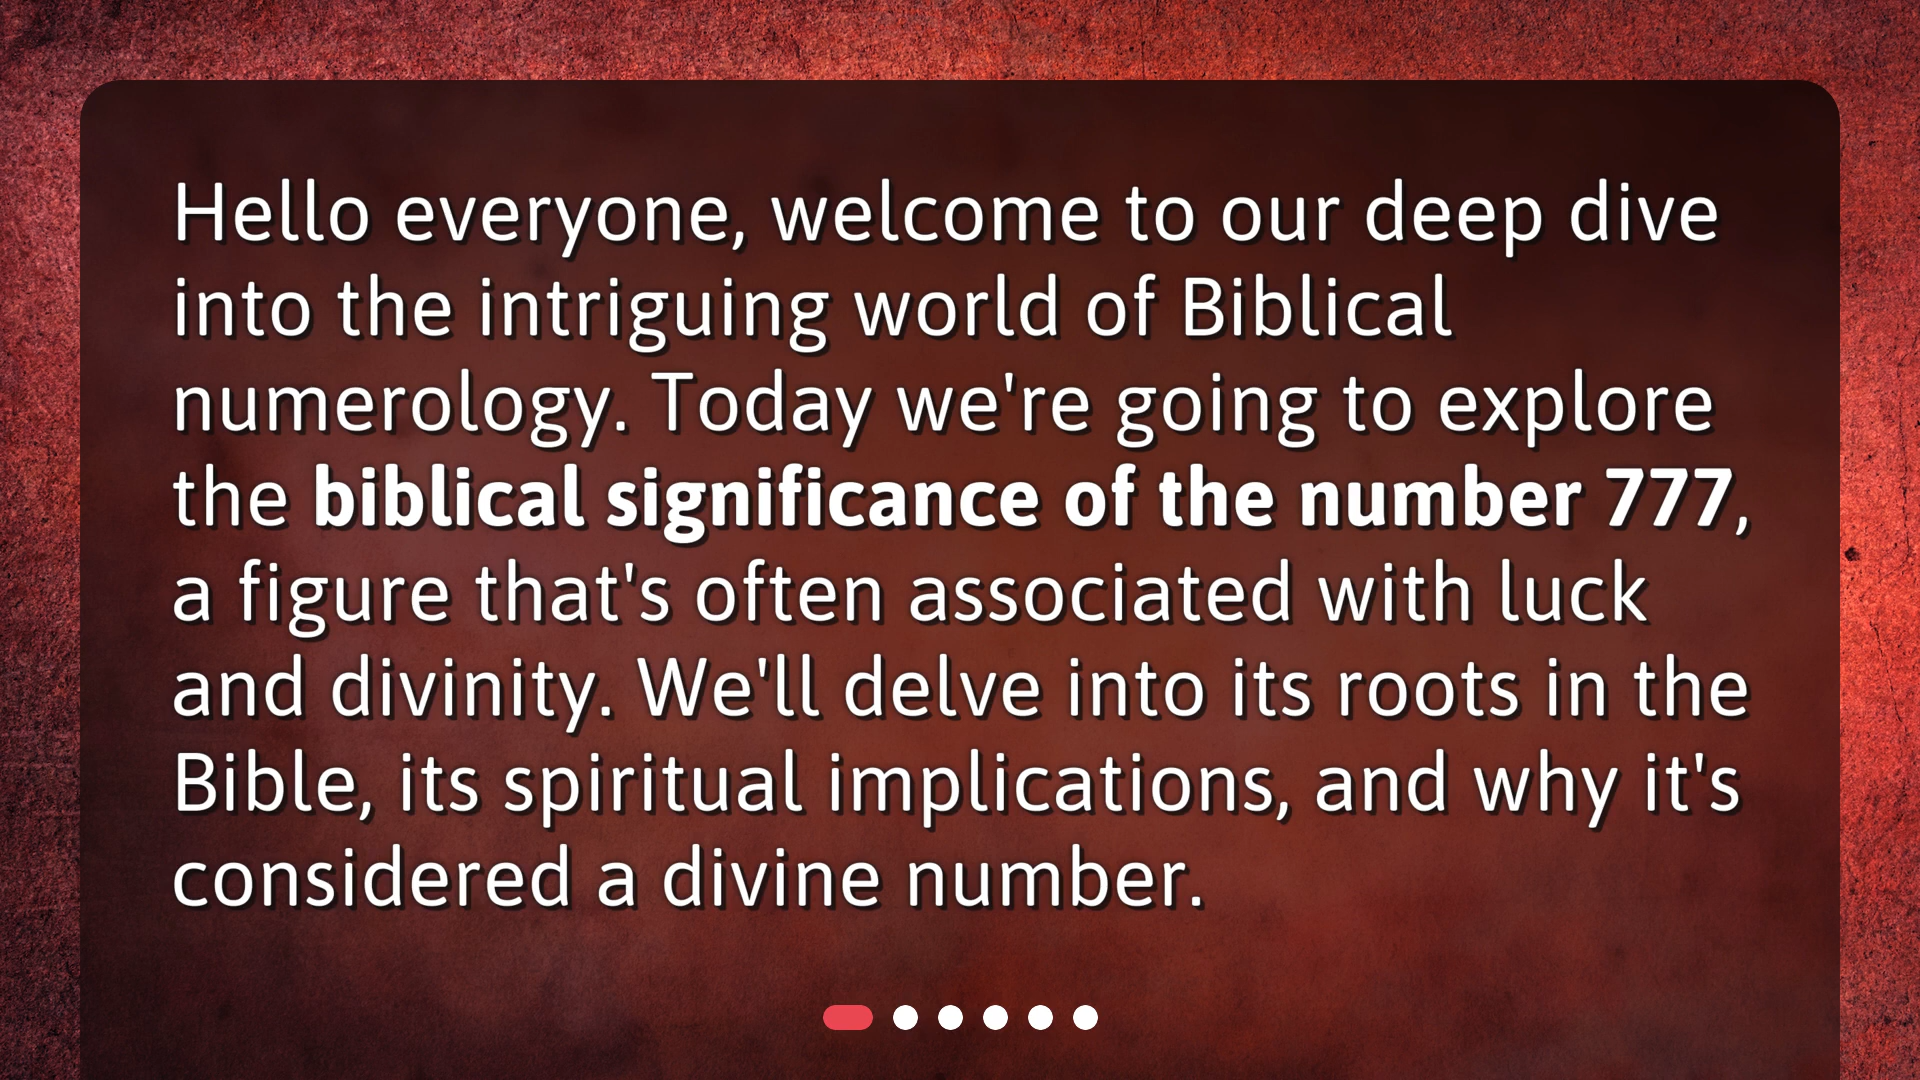 Hello everyone, welcome to our deep dive
into the intriguing world of Biblical
numerology. Today we're going to explore
the biblical significance of the number 777,
a figure that's often associated with luck
and divinity. We'll delve into its roots in the
Bible, its spiritual implications, and why it's
considered a divine number.